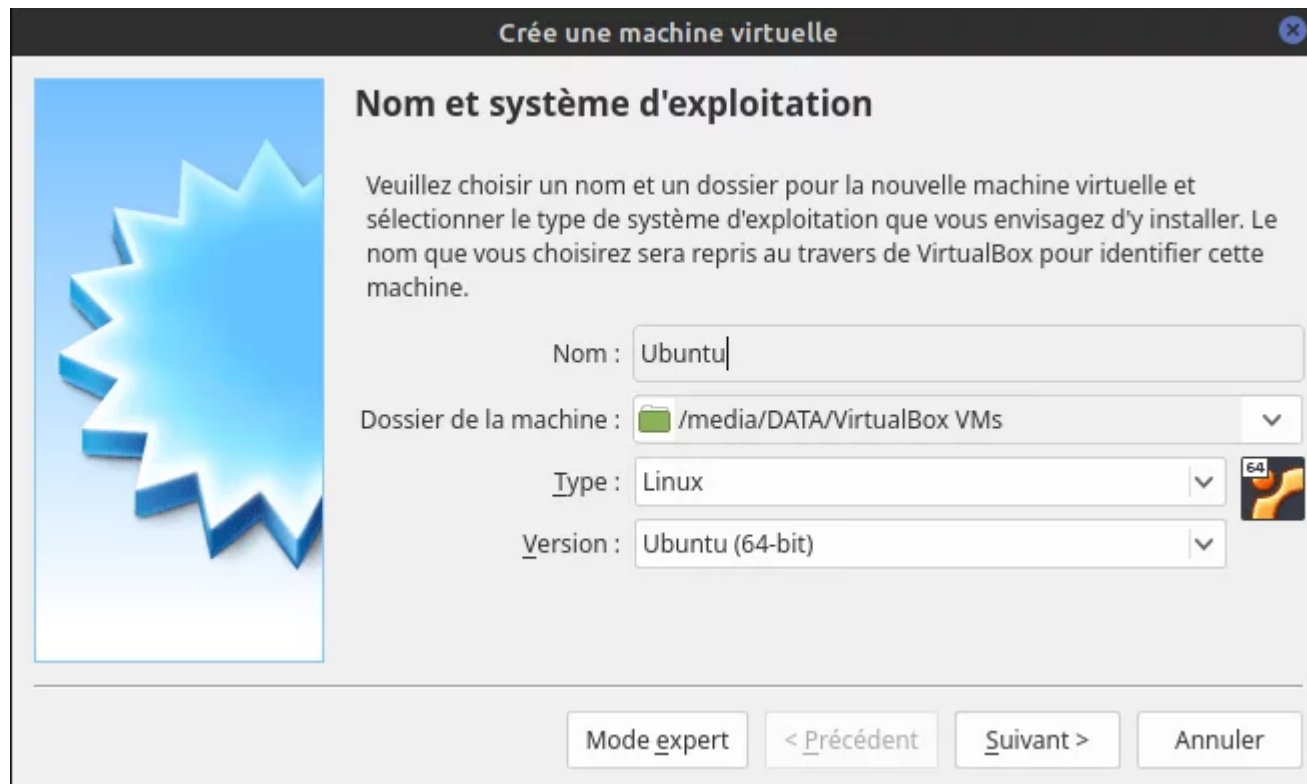 Crée une machine virtuelle
Nom et système d'exploitation
Veuillez choisir un nom et un dossier pour la nouvelle machine virtuelle et
sélectionner le type de système d'exploitation que vous envisagez d'y installer. Le
nom que vous choisirez sera repris au travers de VirtualBox pour identifier cette
machine.
Nom : Ubuntu
Dossier de la machine : /media/DATA/VirtualBox VMs
Type : Linux
64
Version : Ubuntu (64-bit)
Mode expert < Précédent Suivant > Annuler